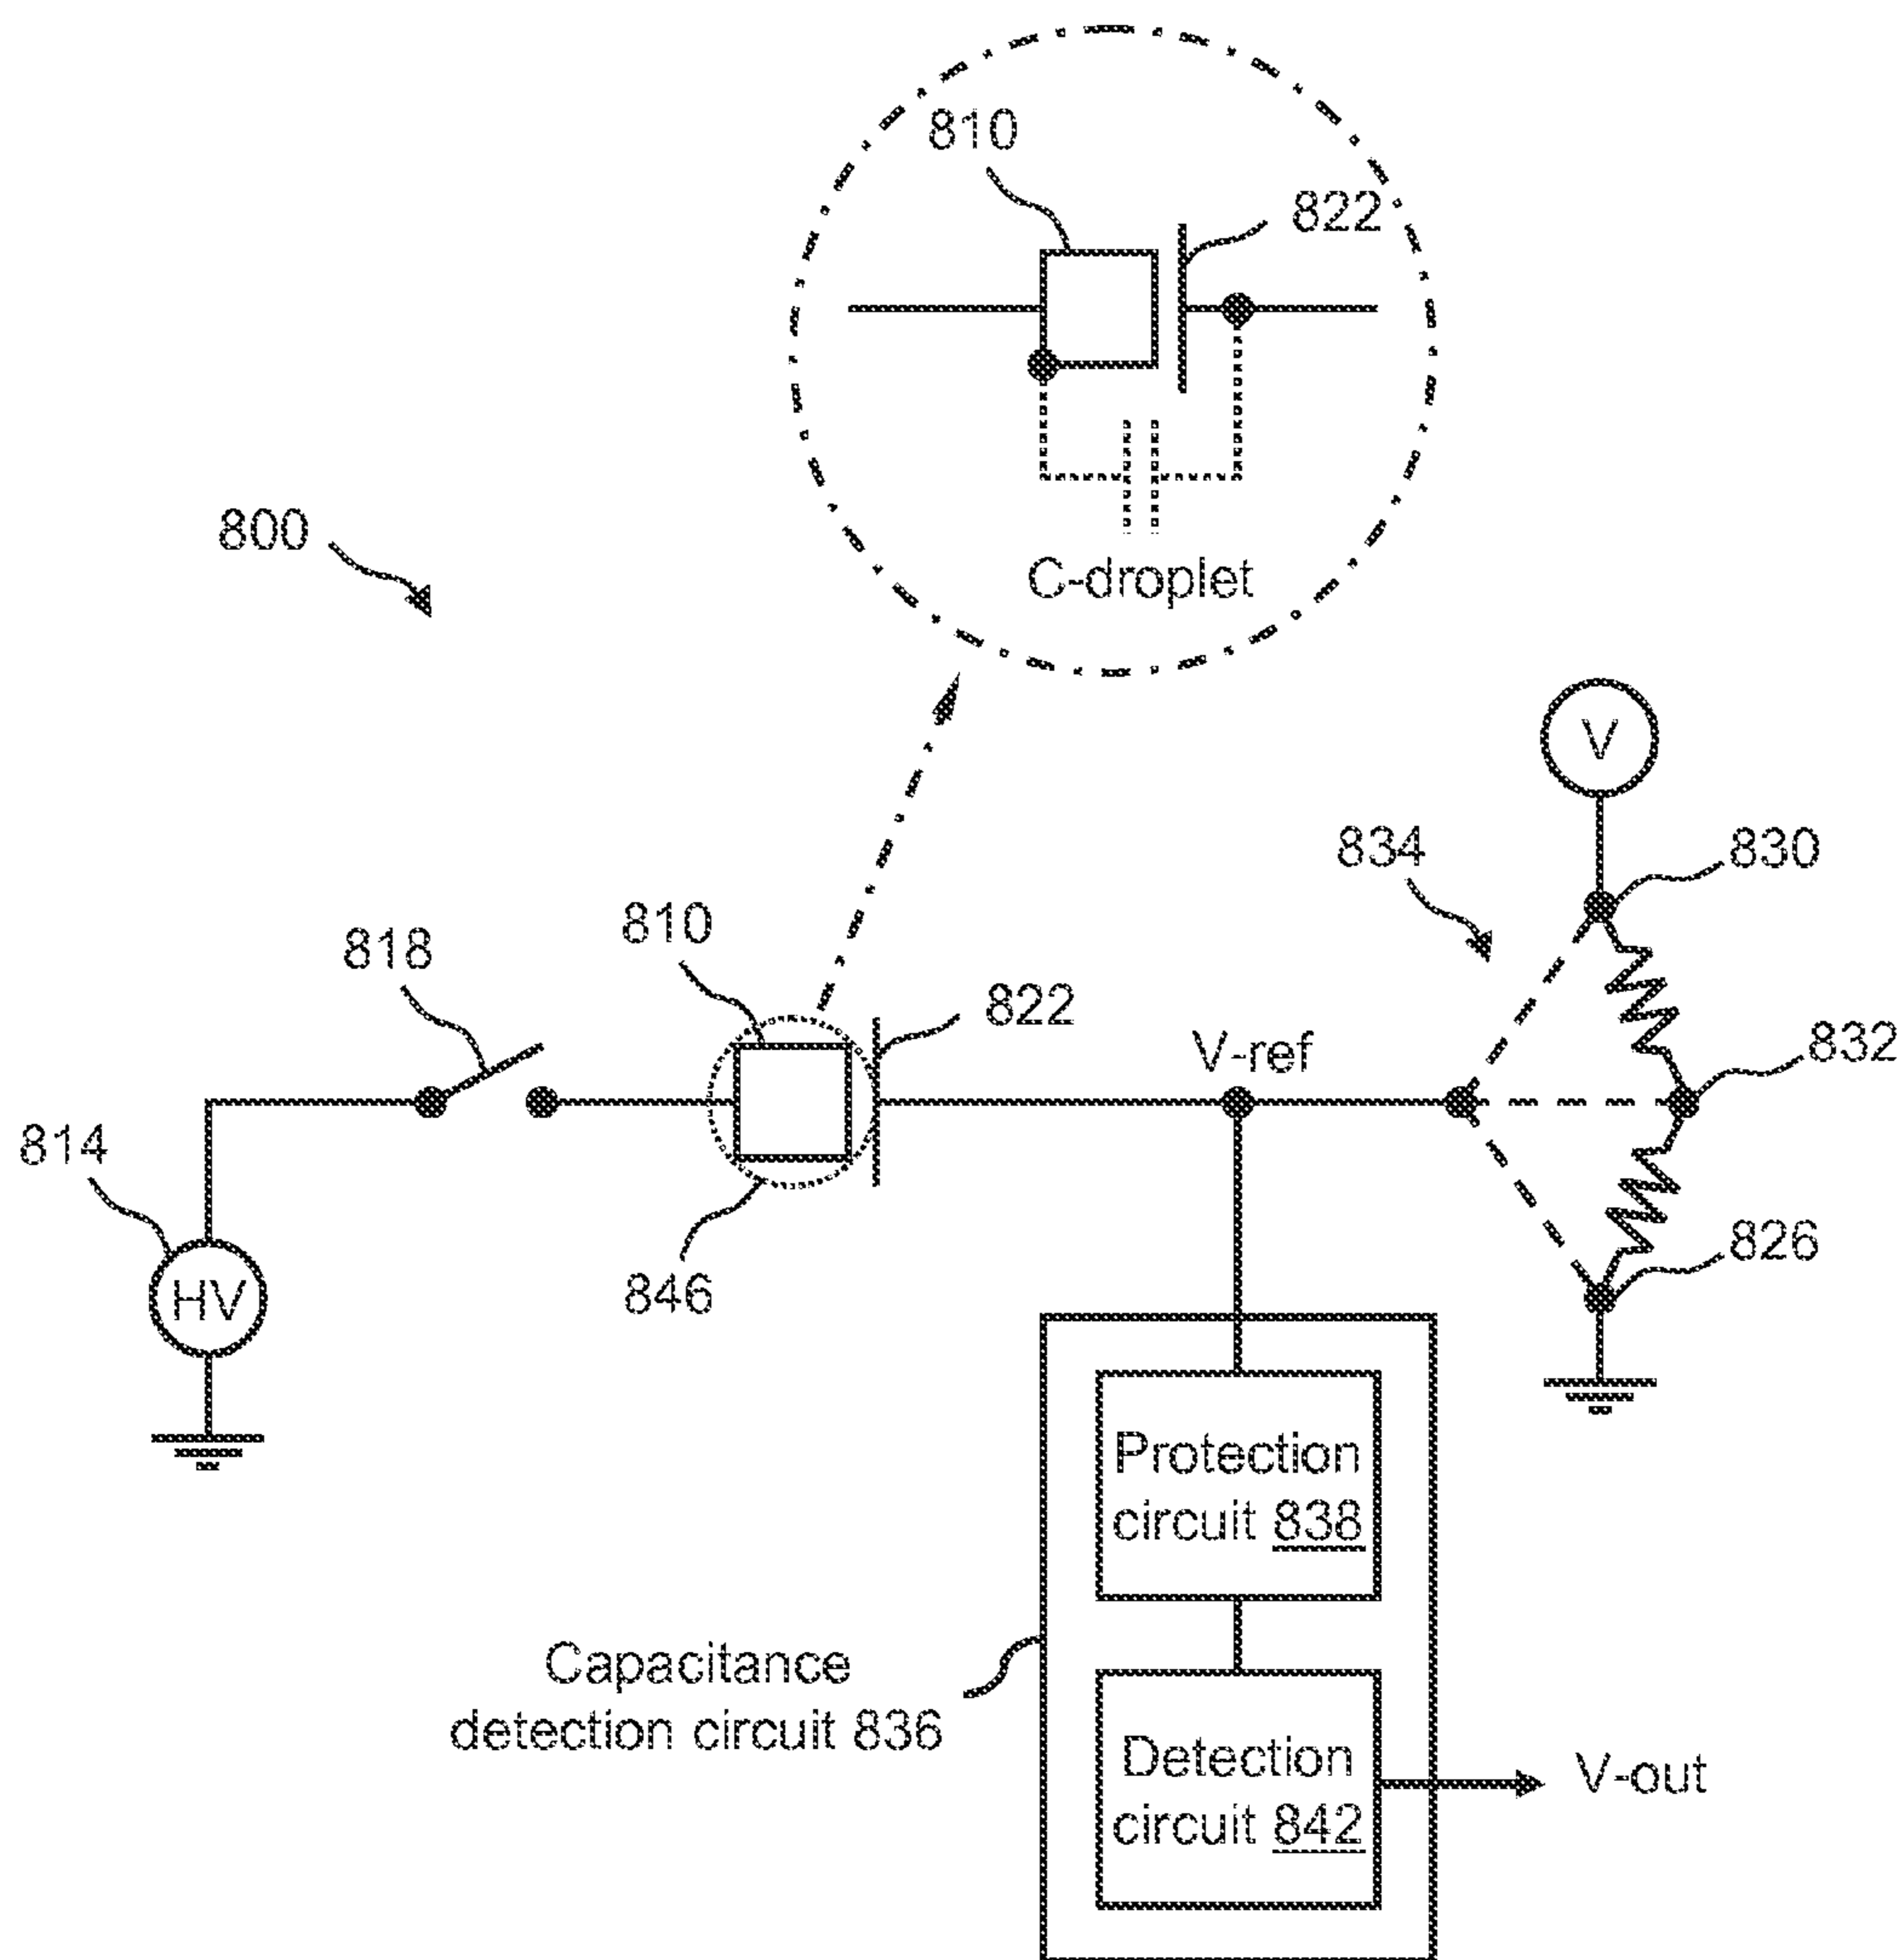 810
822
C-droplet
800
V
834
830
818
810
822
V-ref
832
814
HV
846
826
Protection
circuit 838
Capacitance
detection circuit 836
Detection
circuit 842
V-out